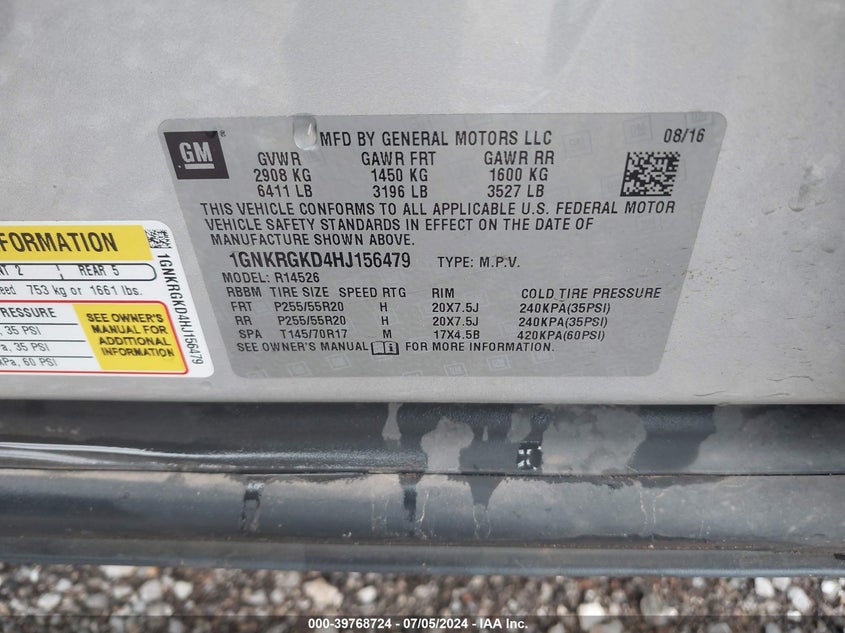 GM
®
MFD BY GENERAL MOTORS LLC 08/16
GVWR GAWR FRT GAWR RR
2908 KG 1450 KG 1600 KG
6411 LB 3196 LB 3527 LB
THIS VEHICLE CONFORMS TO ALL APPLICABLE U.S. FEDERAL MOTOR
VEHICLE SAFETY STANDARDS IN EFFECT ON THE DATE OF
MANUFACTURE SHOWN ABOVE.
1GNKRGKD4HJ156479 TYPE: M.P.V.
MODEL: R14526
RBBM TIRE SIZE SPEED RTG RIM COLD TIRE PRESSURE
FRT P255/55R20 H 20X7.5J 240KPA(35PSI)
RR P255/55R20 H 20X7.5J 240KPA(35PSI)
SPA T145/70R17 M 17X4.5B 420KPA(60PSI)
SEE OWNER'S MANUAL FOR MORE INFORMATION.
FORMATION
2 REAR 5
753 kg or 1661 lbs.
RESSURE
35 PSI
35 PSI
60 PSI
SEE OWNER'S
MANUAL FOR
ADDITIONAL
INFORMATION
1GNKRGKD4HJ156479
000-39768724 - 07/05/2024 - IAA Inc.